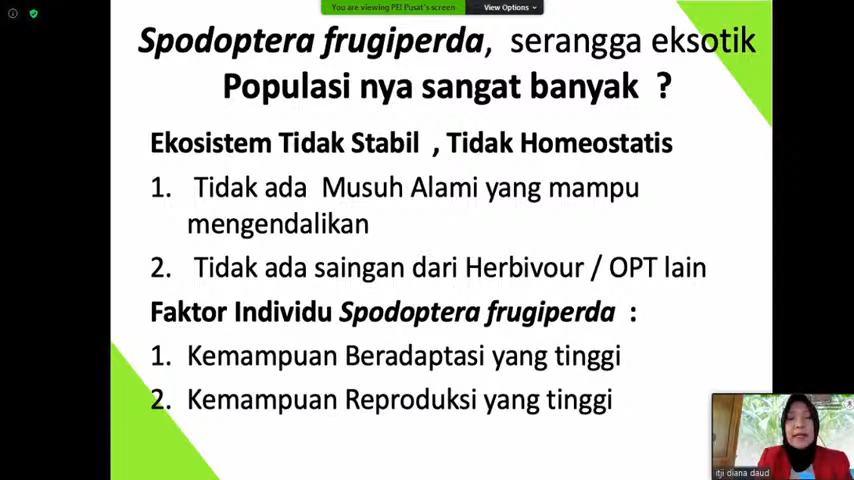 You are viewing PEI Pusat's screen
View Options
Spodoptera frugiperda, serangga eksotik
Populasi nya sangat banyak ?
Ekosistem Tidak Stabil , Tidak Homeostatis
1. Tidak ada Musuh Alami yang mampu
mengendalikan
2. Tidak ada saingan dari Herbivour / OPT lain
Faktor Individu Spodoptera frugiperda :
1. Kemampuan Beradaptasi yang tinggi
2. Kemampuan Reproduksi yang tinggi
itji diana daud